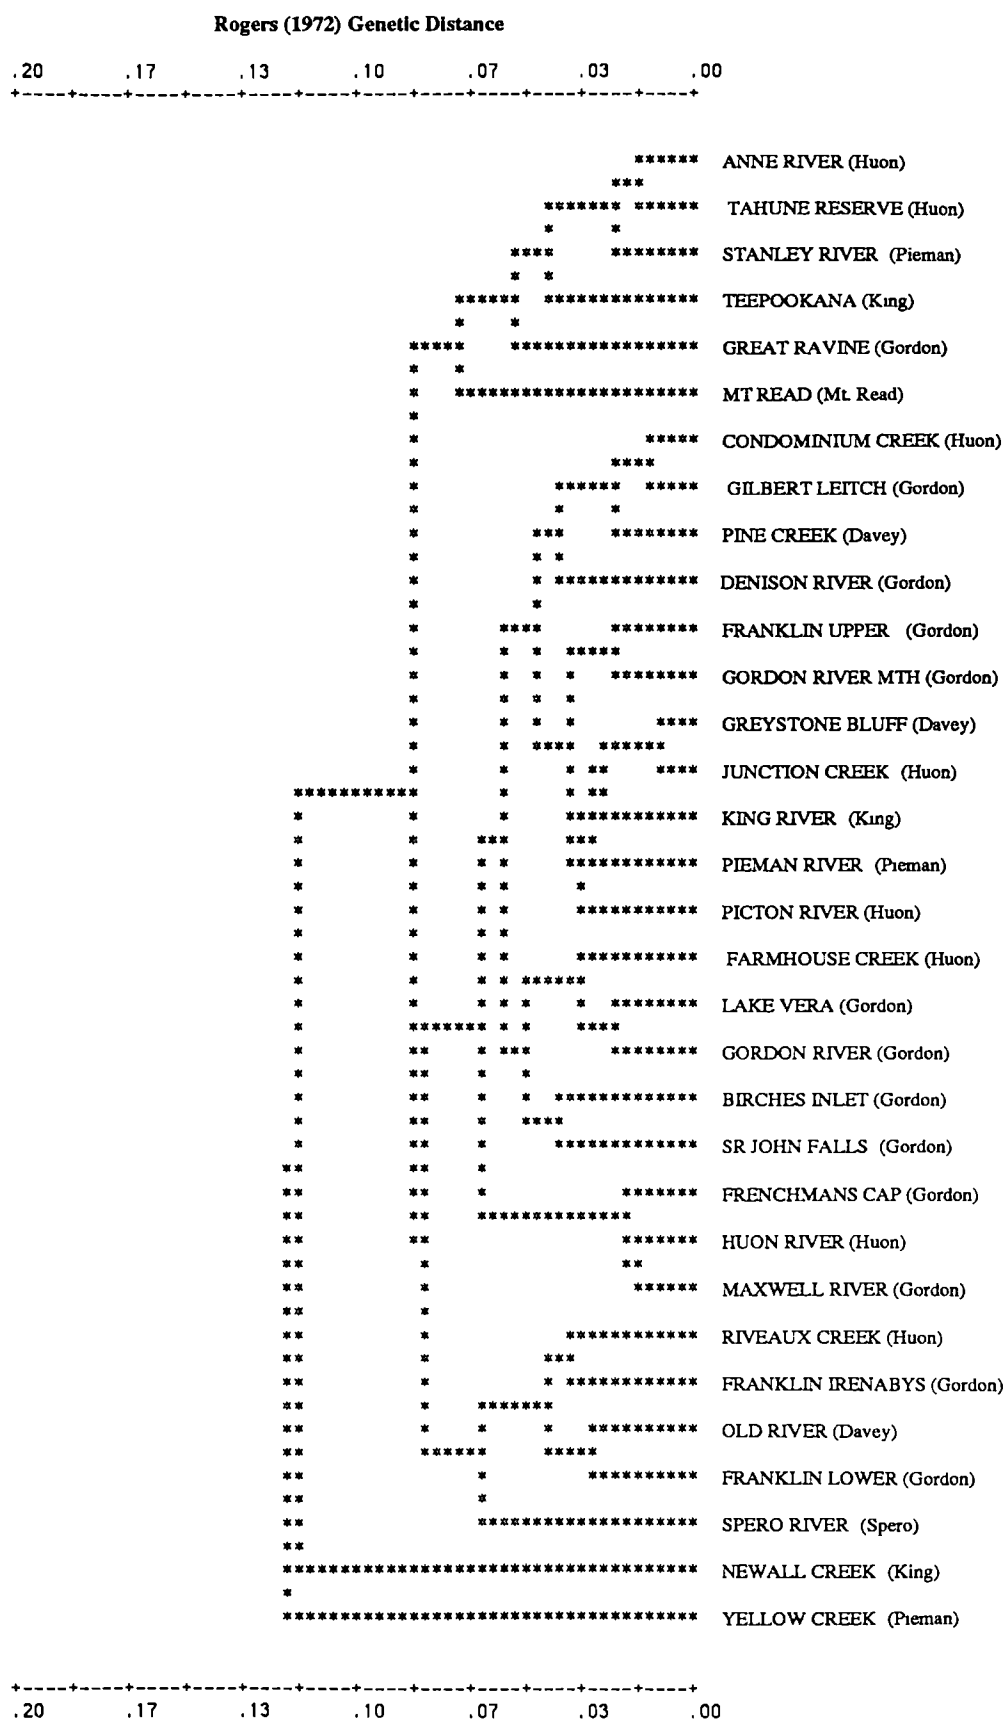 Rogers (1972) Genetic Distance
.20 .17 .13 .10 .07 .03 .00
ANNE RIVER (Huon)
TAHUNE RESERVE (Huon)
STANLEY RIVER (Pieman)
TEEPOOKANA (King)
GREAT RAVINE (Gordon)
MT READ (Mt. Read)
CONDOMINIUM CREEK (Huon)
GILBERT LEITCH (Gordon)
PINE CREEK (Davey)
DENISON RIVER (Gordon)
FRANKLIN UPPER (Gordon)
GORDON RIVER MTH (Gordon)
GREYSTONE BLUFF (Davey)
JUNCTION CREEK (Huon)
KING RIVER (King)
PIEMAN RIVER (Pieman)
PICTON RIVER (Huon)
FARMHOUSE CREEK (Huon)
LAKE VERA (Gordon)
GORDON RIVER (Gordon)
BIRCHES INLET (Gordon)
SR JOHN FALLS (Gordon)
FRENCHMANS CAP (Gordon)
HUON RIVER (Huon)
MAXWELL RIVER (Gordon)
RIVEAUX CREEK (Huon)
FRANKLIN IRENABYS (Gordon)
OLD RIVER (Davey)
FRANKLIN LOWER (Gordon)
SPERO RIVER (Spero)
NEWALL CREEK (King)
YELLOW CREEK (Pieman)
.20 .17 .13 .10 .07 .03 .00